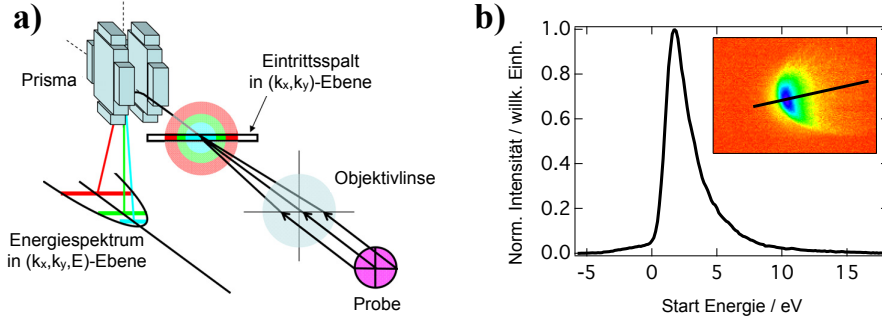 a)
Prisma
Eintrittsspalt
in (kx,ky)-Ebene
Objektivlinse
Energiespektrum
in (kx,ky,E)-Ebene
Probe
b)
Norm. Intensität / willk. Einh.
1.0
0.8
0.6
0.4
0.2
0.0
-5 0 5 10 15
Start Energie / eV